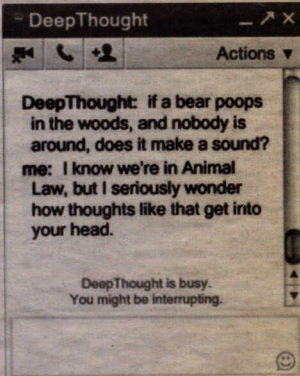 DeepThought
Actions
DeepThought: if a bear poops
in the woods, and nobody is
around, does it make a sound?
me: I know we're in Animal
Law, but I seriously wonder
how thoughts like that get into
your head.
DeepThought is busy.
You might be interrupting.